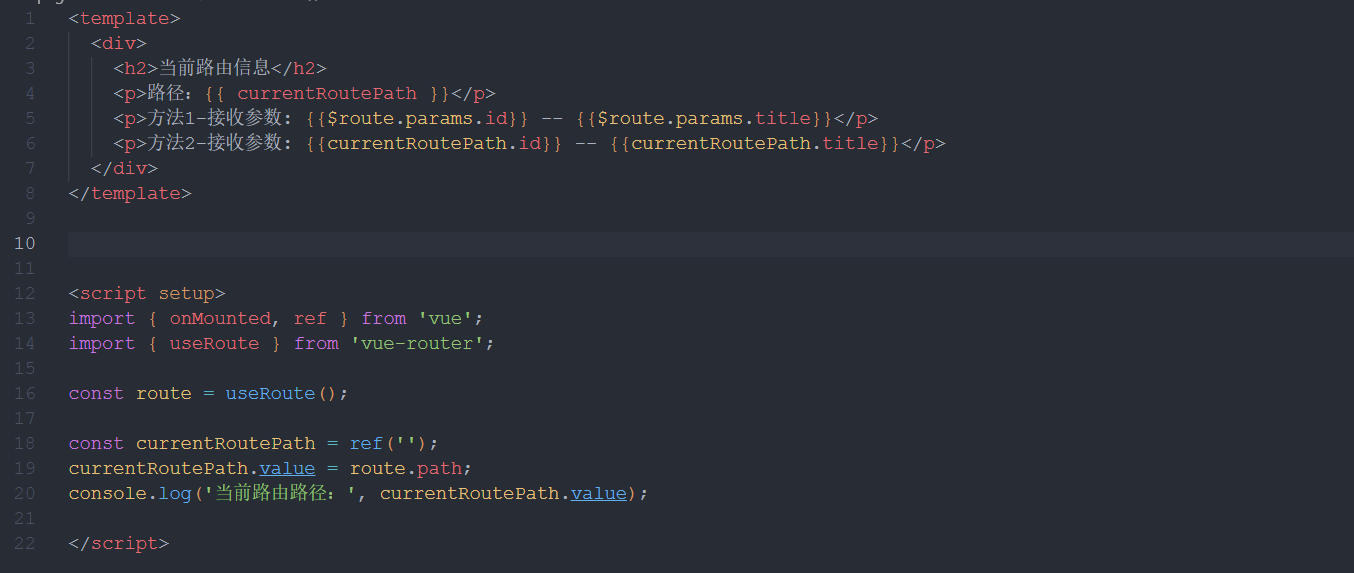 1 <template>
2   <div>
3     <h2>当前路由信息</h2>
4     <p>路径：{{ currentRoutePath }}</p>
5     <p>方法1-接收参数: {{$route.params.id}} -- {{$route.params.title}}</p>
6     <p>方法2-接收参数: {{currentRoutePath.id}} -- {{currentRoutePath.title}}</p>
7   </div>
8 </template>
9
10
11
12 <script setup>
13 import { onMounted, ref } from 'vue';
14 import { useRoute } from 'vue-router';
15
16 const route = useRoute();
17
18 const currentRoutePath = ref('');
19 currentRoutePath.value = route.path;
20 console.log('当前路由路径：', currentRoutePath.value);
21
22 </script>